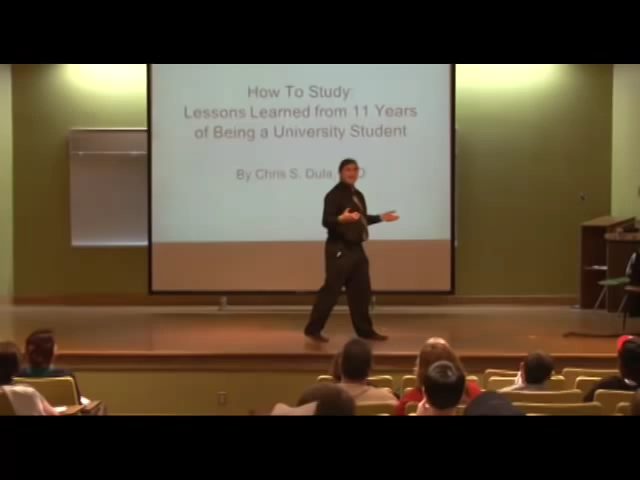 How To Study:
Lessons Learned from 11 Years
of Being a University Student
By Chris S. Dula,